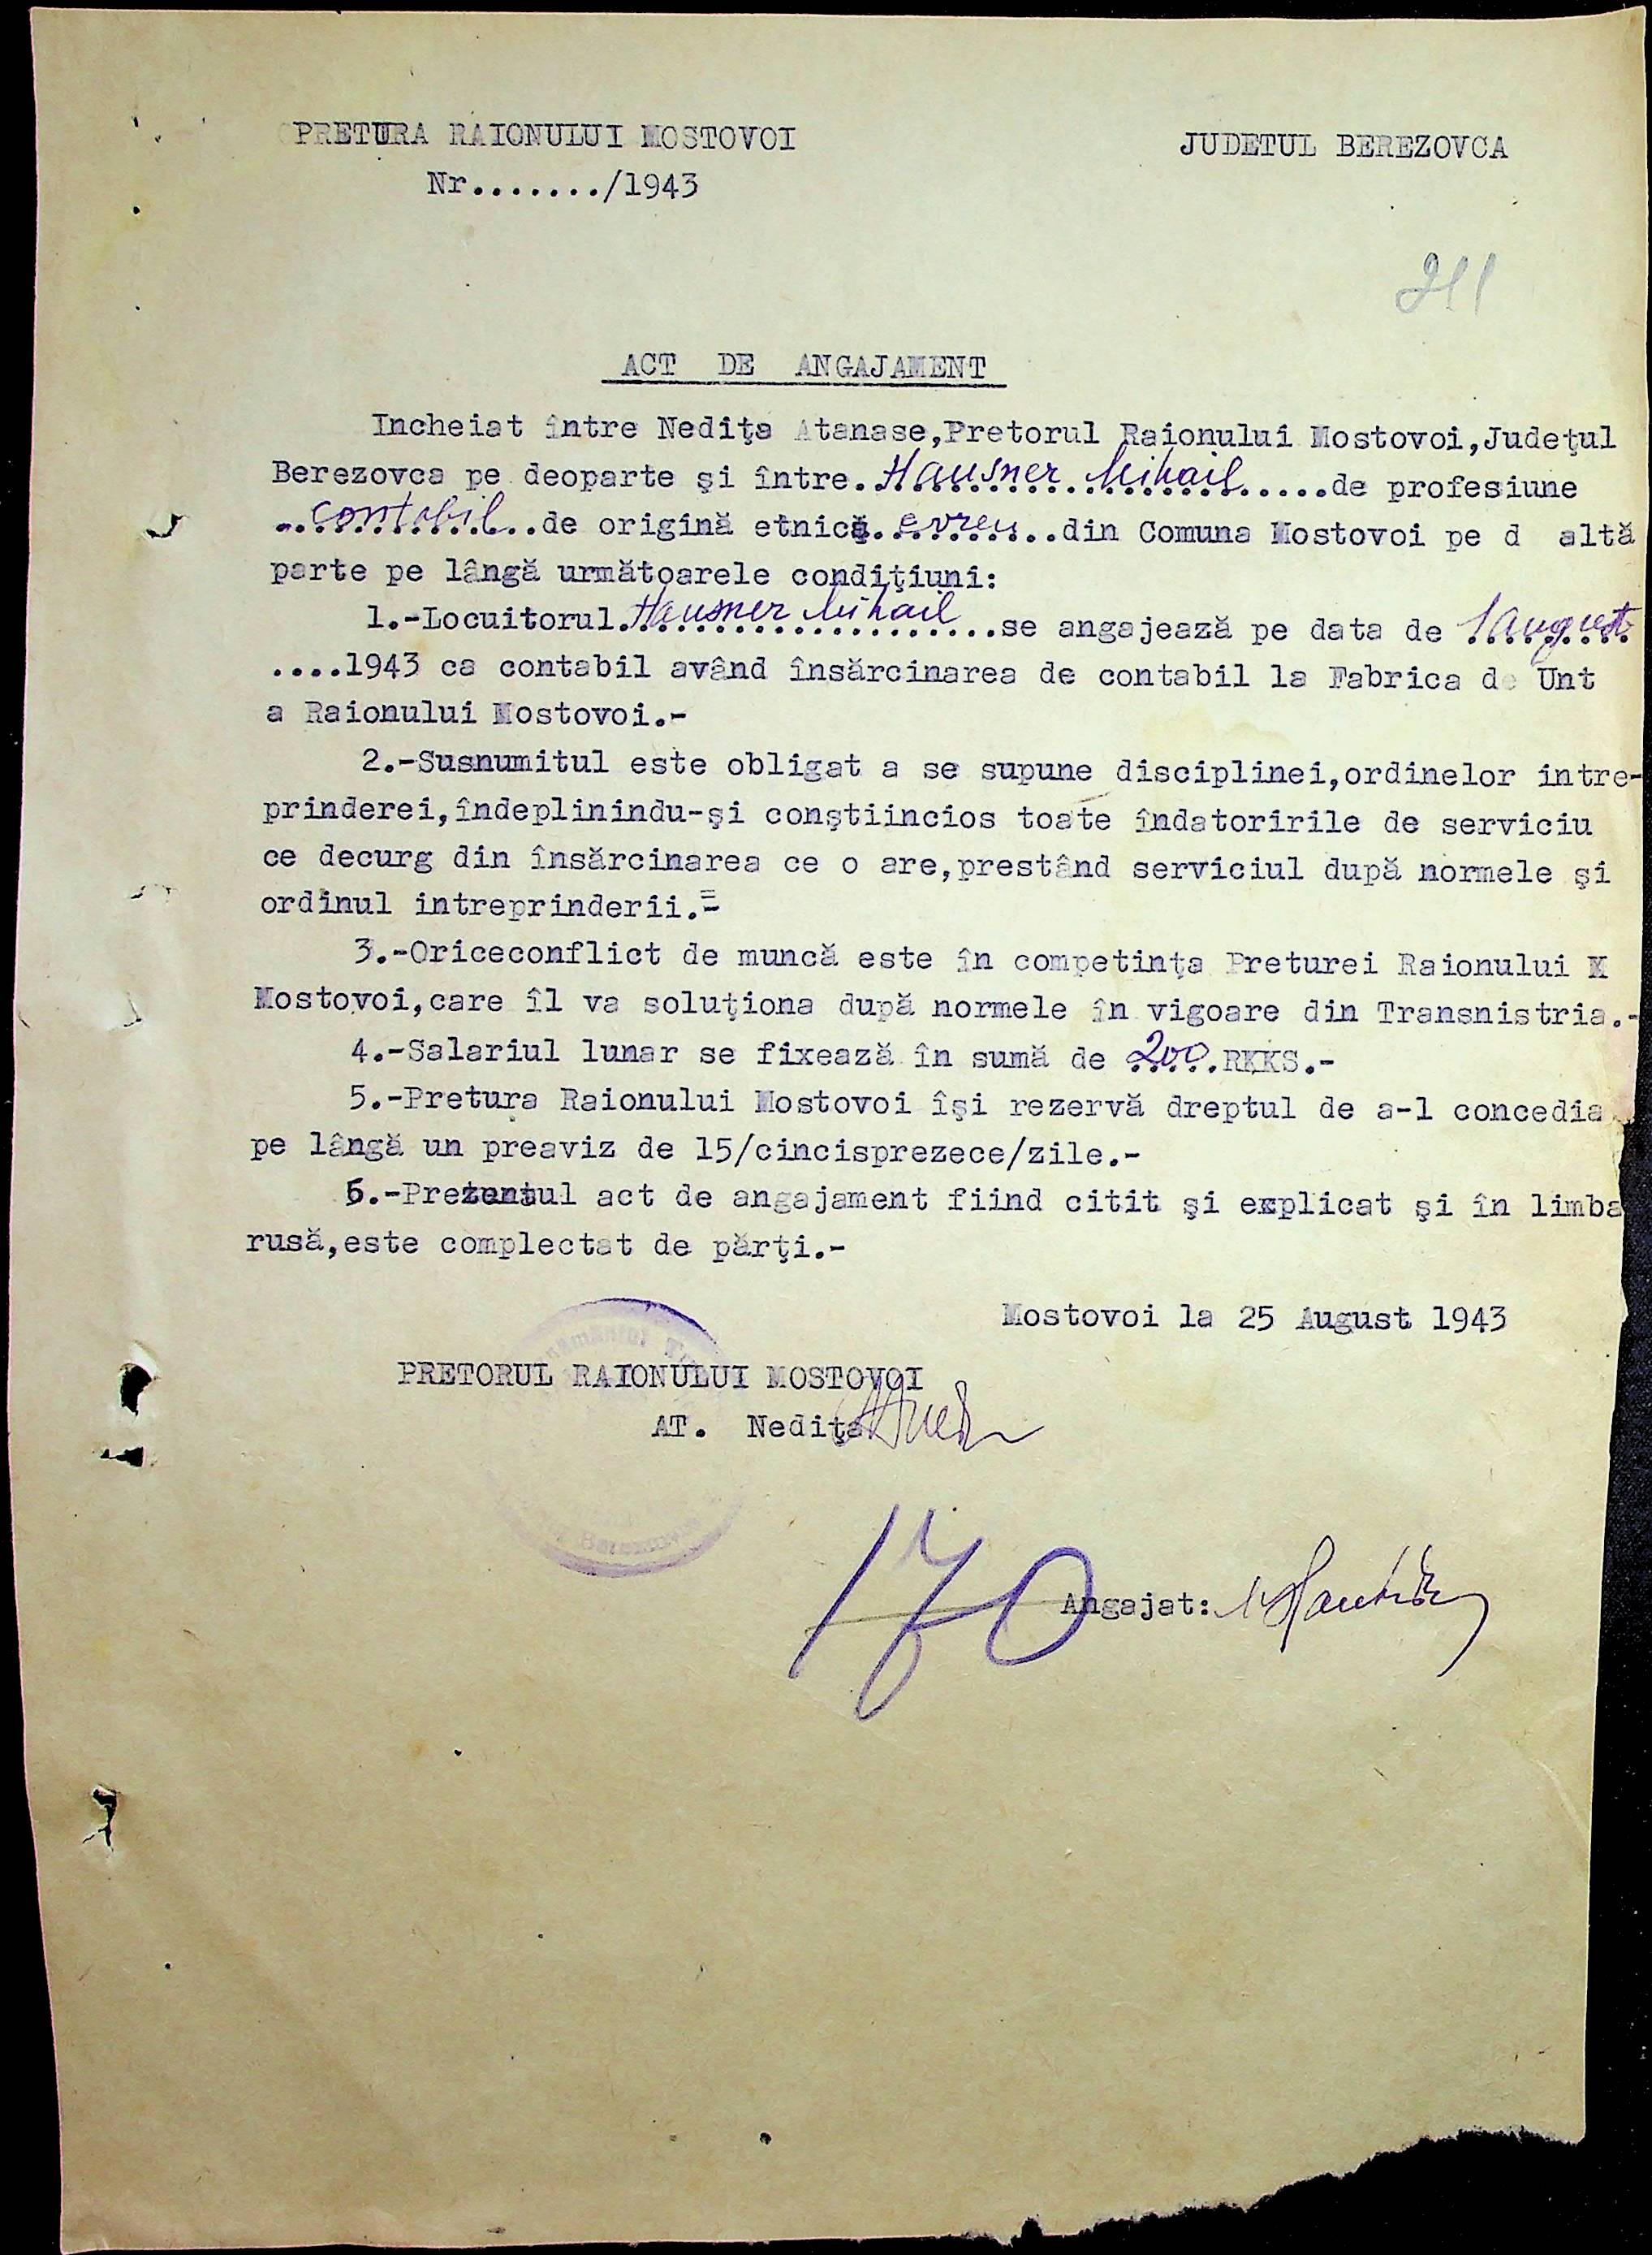 PRETURA RAIONULUI MOSTOVOI JUDETUL BEREZOVCA
Nr......./1943
211
ACT DE ANGAJAMENT
Incheiat între Nediţa Atanase,Pretorul Raionului Mostovoi,Judeţul
Berezovca pe deoparte şi între.Hausner Mihail.....de profesiune
..contabil..de origină etnică.evreu...din Comuna Mostovoi pe d altă
parte pe lângă următoarele condiţiuni:
1.-Locuitorul.Hausner Mihail...se angajează pe data de 1 august
....1943 ca contabil având însărcinarea de contabil la Fabrica de Unt
a Raionului Mostovoi.-
2.-Susnumitul este obligat a se supune disciplinei,ordinelor intre-
prinderei,îndeplinindu-şi conştiincios toate îndatoririle de serviciu
ce decurg din însărcinarea ce o are,prestând serviciul după normele şi
ordinul intreprinderii.=
3.-Oriceconflict de muncă este în competinţa Preturei Raionului M
Mostovoi,care îl va soluţiona după normele în vigoare din Transnistria.-
4.-Salariul lunar se fixează în sumă de 200.RKKS.-
5.-Pretura Raionului Mostovoi îşi rezervă dreptul de a-l concedia
pe lângă un preaviz de 15/cincisprezece/zile.-
6.-Prezentul act de angajament fiind citit şi explicat şi în limba
rusă,este complectat de părţi.-
Mostovoi la 25 August 1943
PRETORUL RAIONULUI MOSTOVOI
AT. Nediţa
170
Angajat: